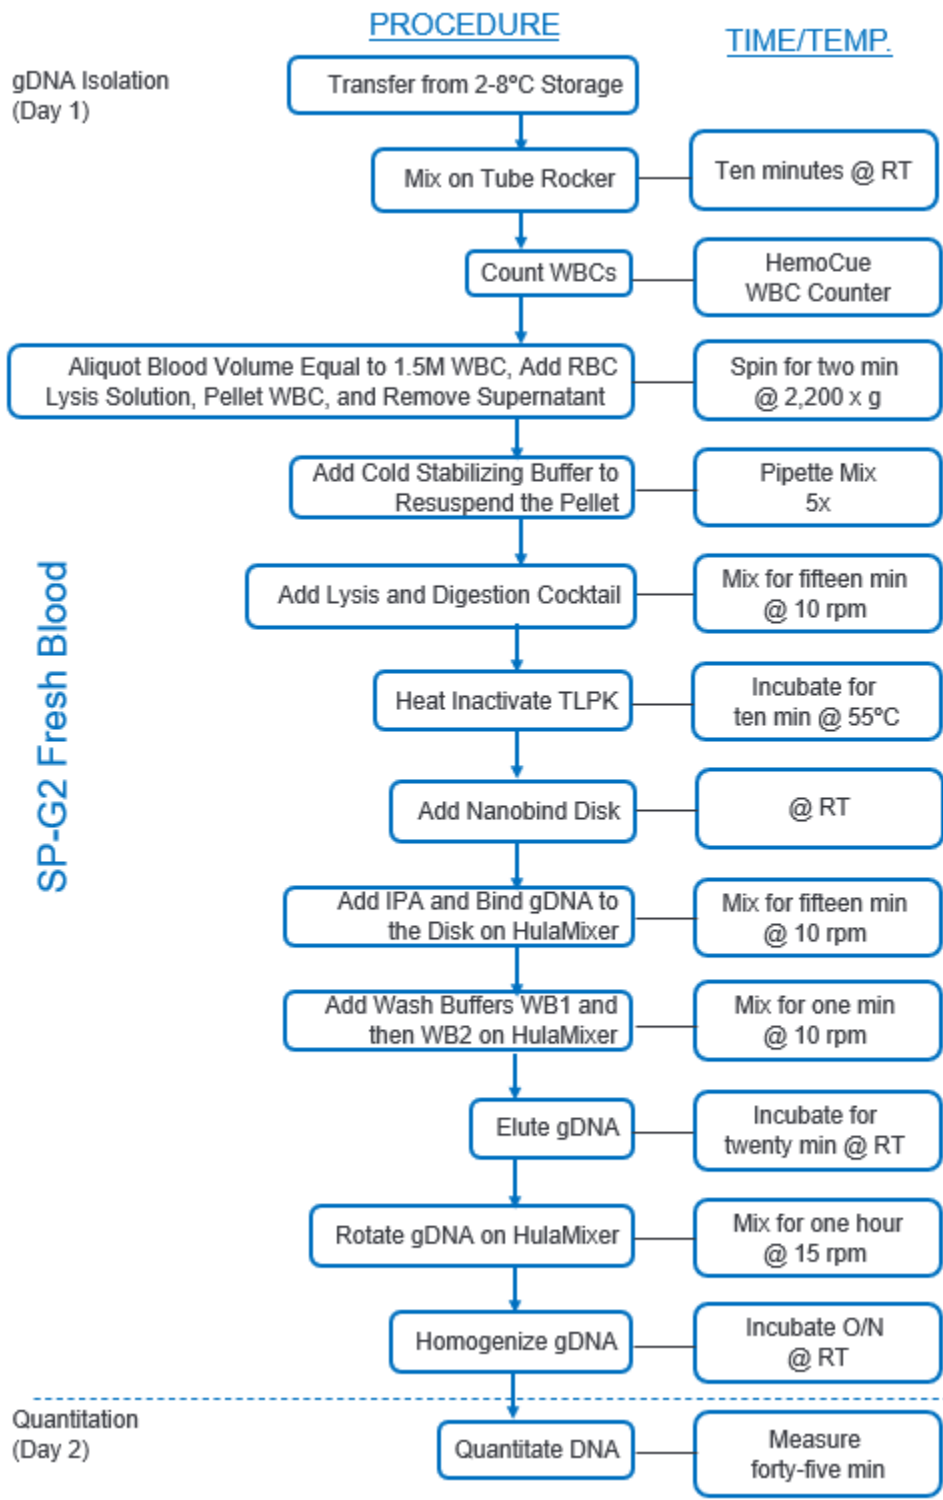 PROCEDURE
TIME/TEMP.
gDNA Isolation
(Day 1)
Transfer from 2-8°C Storage
Mix on Tube Rocker
Ten minutes @ RT
Count WBCs
HemoCue
WBC Counter
Aliquot Blood Volume Equal to 1.5M WBC, Add RBC
Lysis Solution, Pellet WBC, and Remove Supernatant
Spin for two min
@ 2,200 x g
Add Cold Stabilizing Buffer to
Resuspend the Pellet
Pipette Mix
5x
SP-G2 Fresh Blood
Add Lysis and Digestion Cocktail
Mix for fifteen min
@ 10 rpm
Heat Inactivate TLPK
Incubate for
ten min @ 55°C
Add Nanobind Disk
@ RT
Add IPA and Bind gDNA to
the Disk on HulaMixer
Mix for fifteen min
@ 10 rpm
Add Wash Buffers WB1 and
then WB2 on HulaMixer
Mix for one min
@ 10 rpm
Elute gDNA
Incubate for
twenty min @ RT
Rotate gDNA on HulaMixer
Mix for one hour
@ 15 rpm
Homogenize gDNA
Incubate O/N
@ RT
Quantitation
(Day 2)
Quantitate DNA
Measure
forty-five min